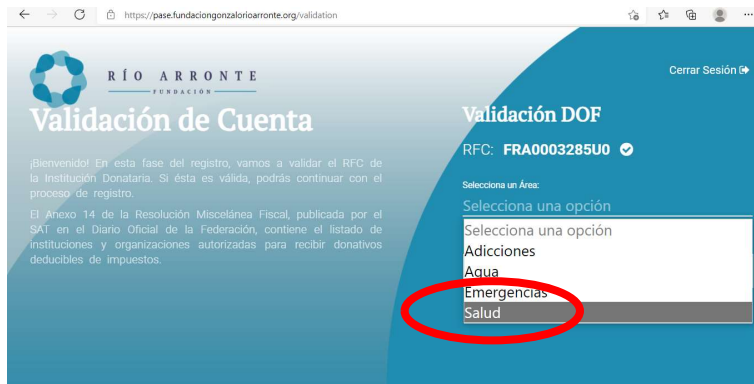 https://pase.fundaciongonzalorioarronte.org/validation
RÍO ARRONTE
FUNDACIÓN
Validación de Cuenta
¡Bienvenido! En esta fase del registro, vamos a validar el RFC de
la Institución Donataria. Si ésta es válida, podrás continuar con el
proceso de registro.
El Anexo 14 de la Resolución Miscelánea Fiscal, publicada por el
SAT en el Diario Oficial de la Federación, contiene el listado de
instituciones y organizaciones autorizadas para recibir donativos
deducibles de impuestos.
Cerrar Sesión
Validación DOF
RFC: FRA0003285U0
Selecciona un Área:
Selecciona una opción
Selecciona una opción
Adicciones
Agua
Emergencias
Salud